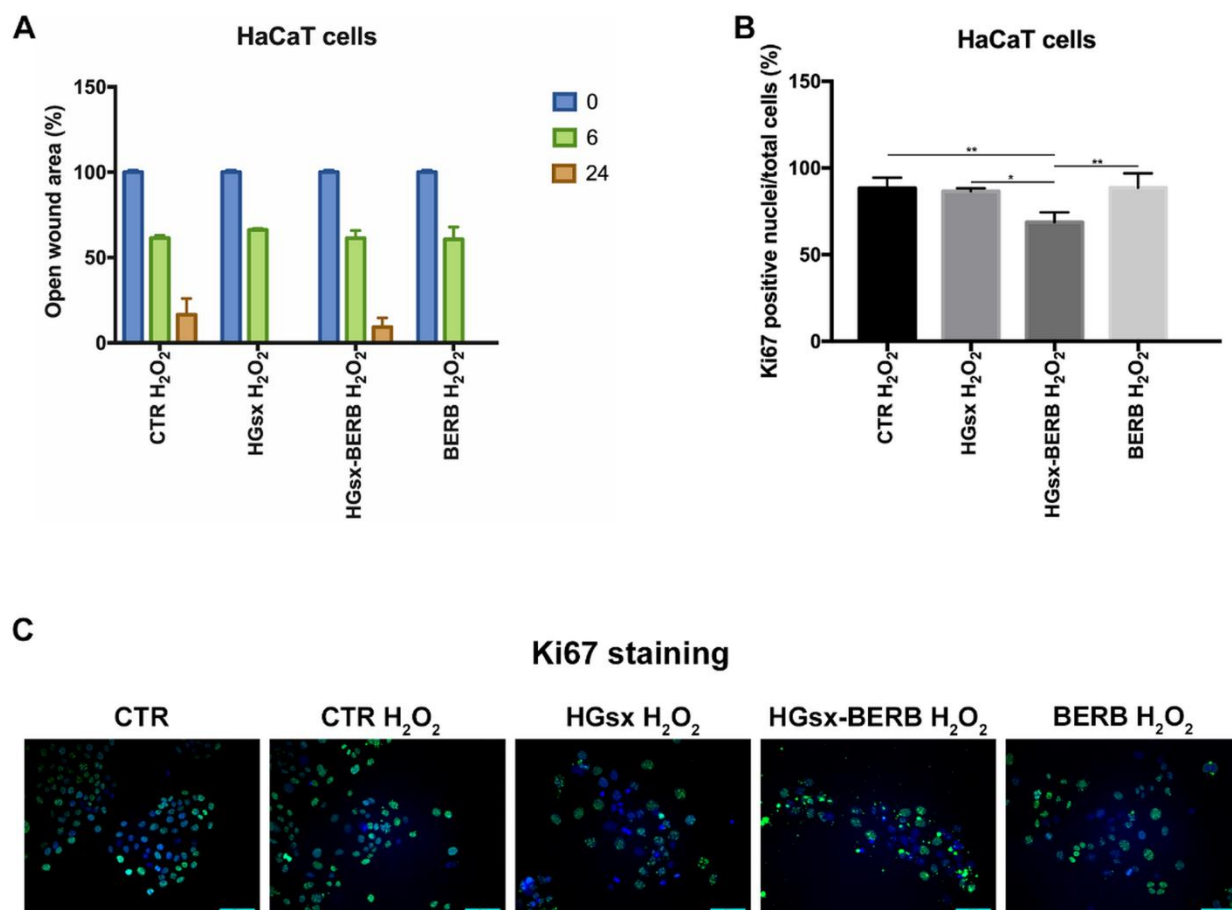 A
HaCaT cells
Open wound area (%)
150
100
50
0
0
6
24
CTR H₂O₂
HGsx H₂O₂
HGsx-BERB H₂O₂
BERB H₂O₂
B
HaCaT cells
Ki67 positive nuclei/total cells (%)
150
100
50
0
**
*
**
CTR H₂O₂
HGsx H₂O₂
HGsx-BERB H₂O₂
BERB H₂O₂
C
Ki67 staining
CTR
CTR H₂O₂
HGsx H₂O₂
HGsx-BERB H₂O₂
BERB H₂O₂